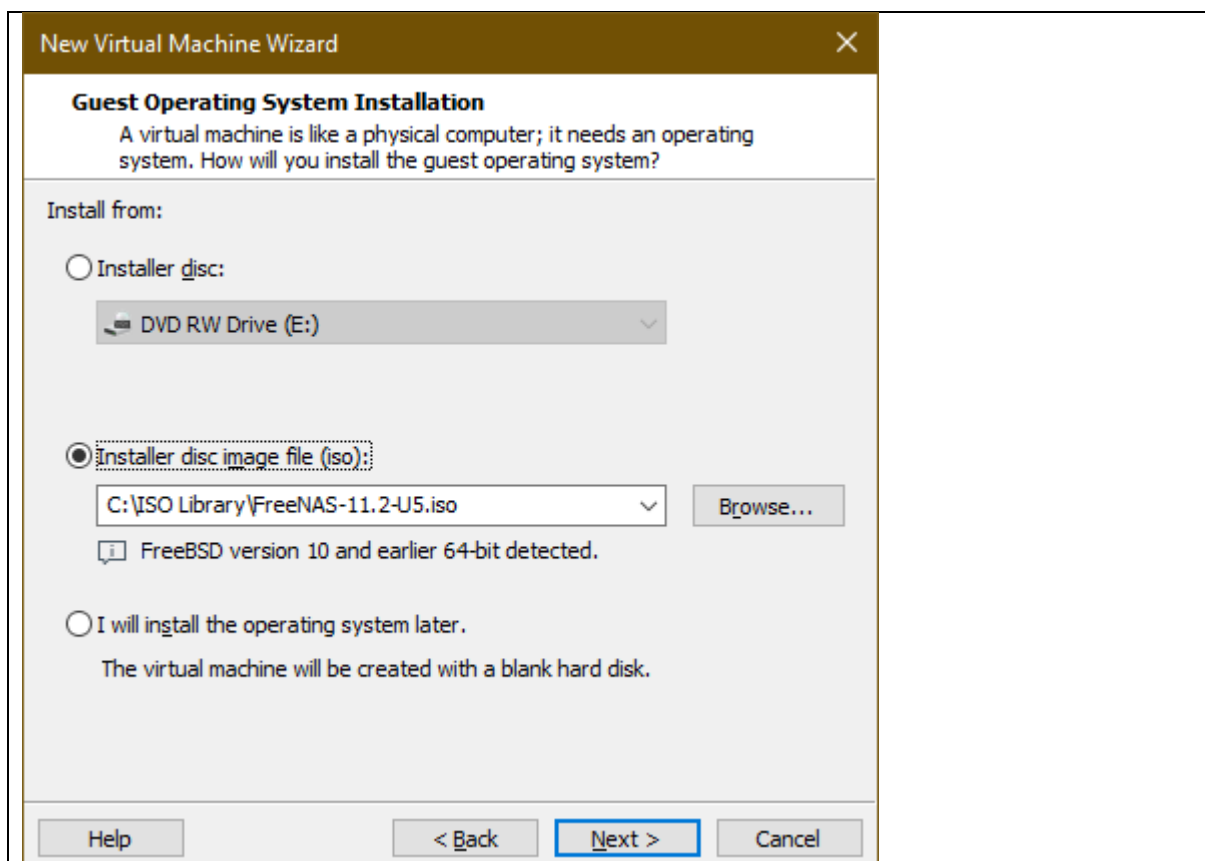 New Virtual Machine Wizard
Guest Operating System Installation
A virtual machine is like a physical computer; it needs an operating
system. How will you install the guest operating system?
Install from:
Installer disc:
DVD RW Drive (E:)
Installer disc image file (iso):
C:\ISO Library\FreeNAS-11.2-U5.iso
Browse...
FreeBSD version 10 and earlier 64-bit detected.
I will install the operating system later.
The virtual machine will be created with a blank hard disk.
Help
< Back
Next >
Cancel